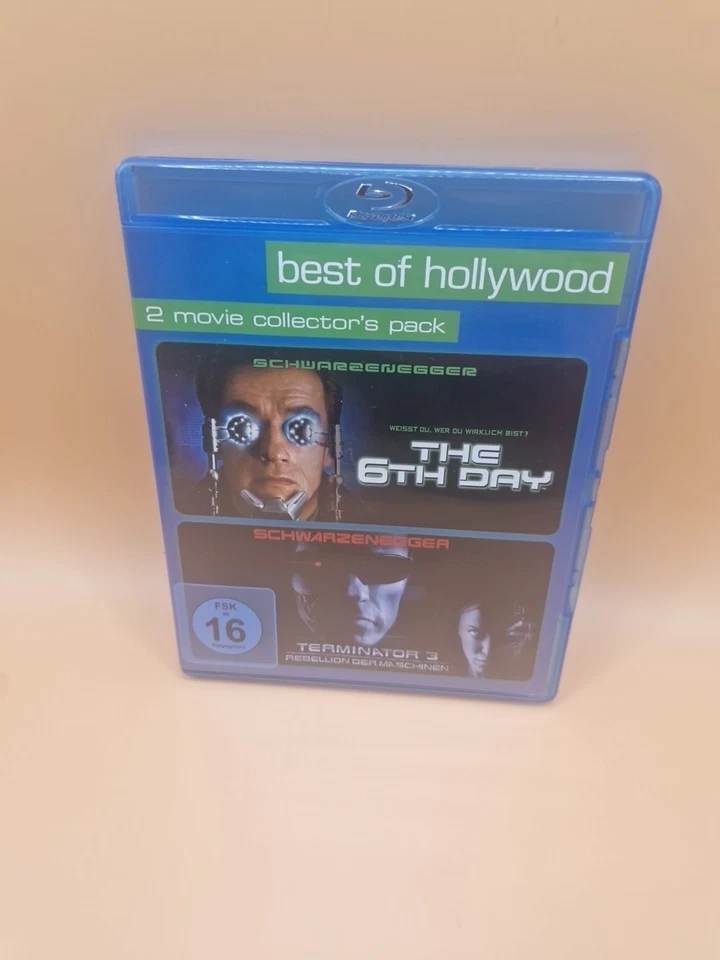 best of hollywood
2 movie collector's pack
SCHWARZENEGGER
WEISST DU, WER DU WIRKLICH BIST?
THE
6TH DAY
SCHWARZENEGGER
FSK
16
TERMINATOR 3
REBELLION DER MASCHINEN